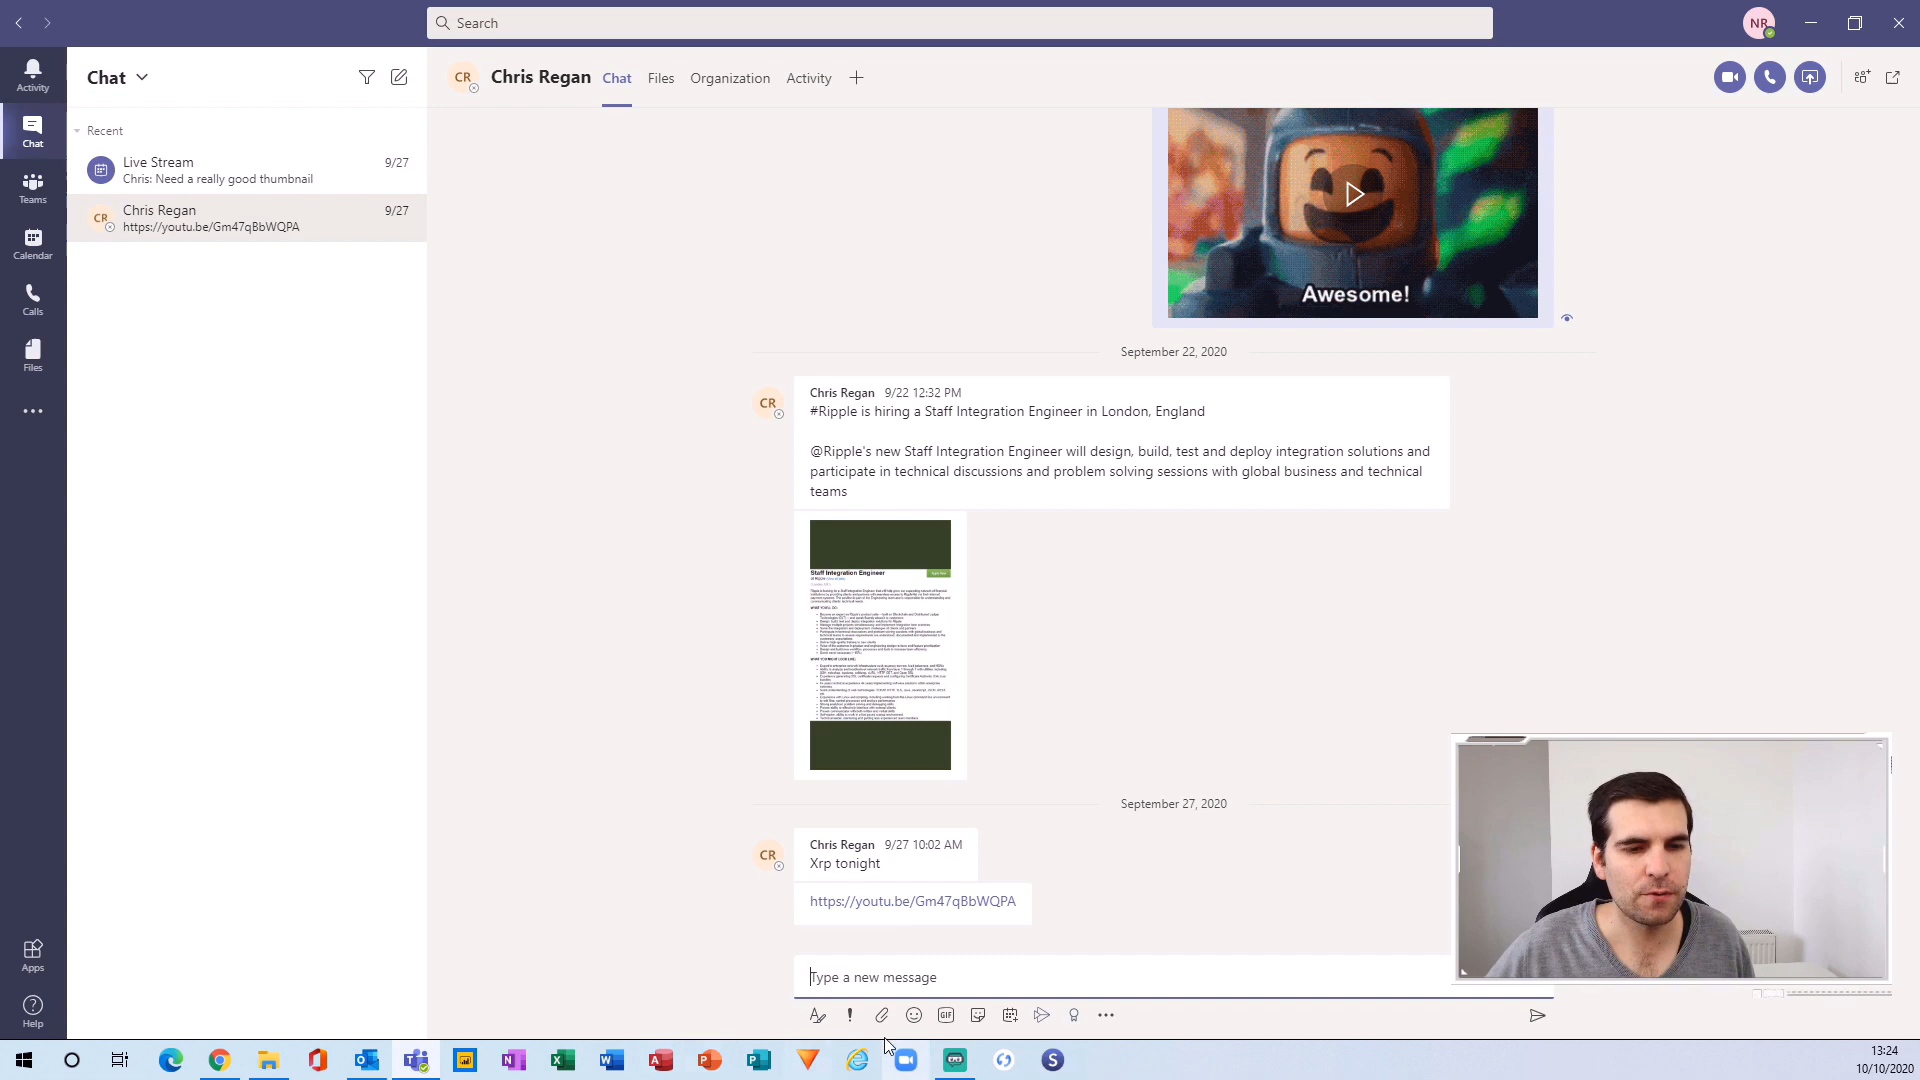 Search
NR
Activity
Chat
Teams
Calendar
Calls
Files
Apps
Help
Chat
Recent
Live Stream
9/27
Chris: Need a really good thumbnail
CR
Chris Regan
9/27
https://youtu.be/Gm47qBbWQPA
CR
Chris Regan
Chat
Files
Organization
Activity
Awesome!
September 22, 2020
CR
Chris Regan 9/22 12:32 PM
#Ripple is hiring a Staff Integration Engineer in London, England
@Ripple's new Staff Integration Engineer will design, build, test and deploy integration solutions and
participate in technical discussions and problem solving sessions with global business and technical
teams
Staff Integration Engineer
September 27, 2020
CR
Chris Regan 9/27 10:02 AM
Xrp tonight
https://youtu.be/Gm47qBbWQPA
Type a new message
GIF
13:24
10/10/2020